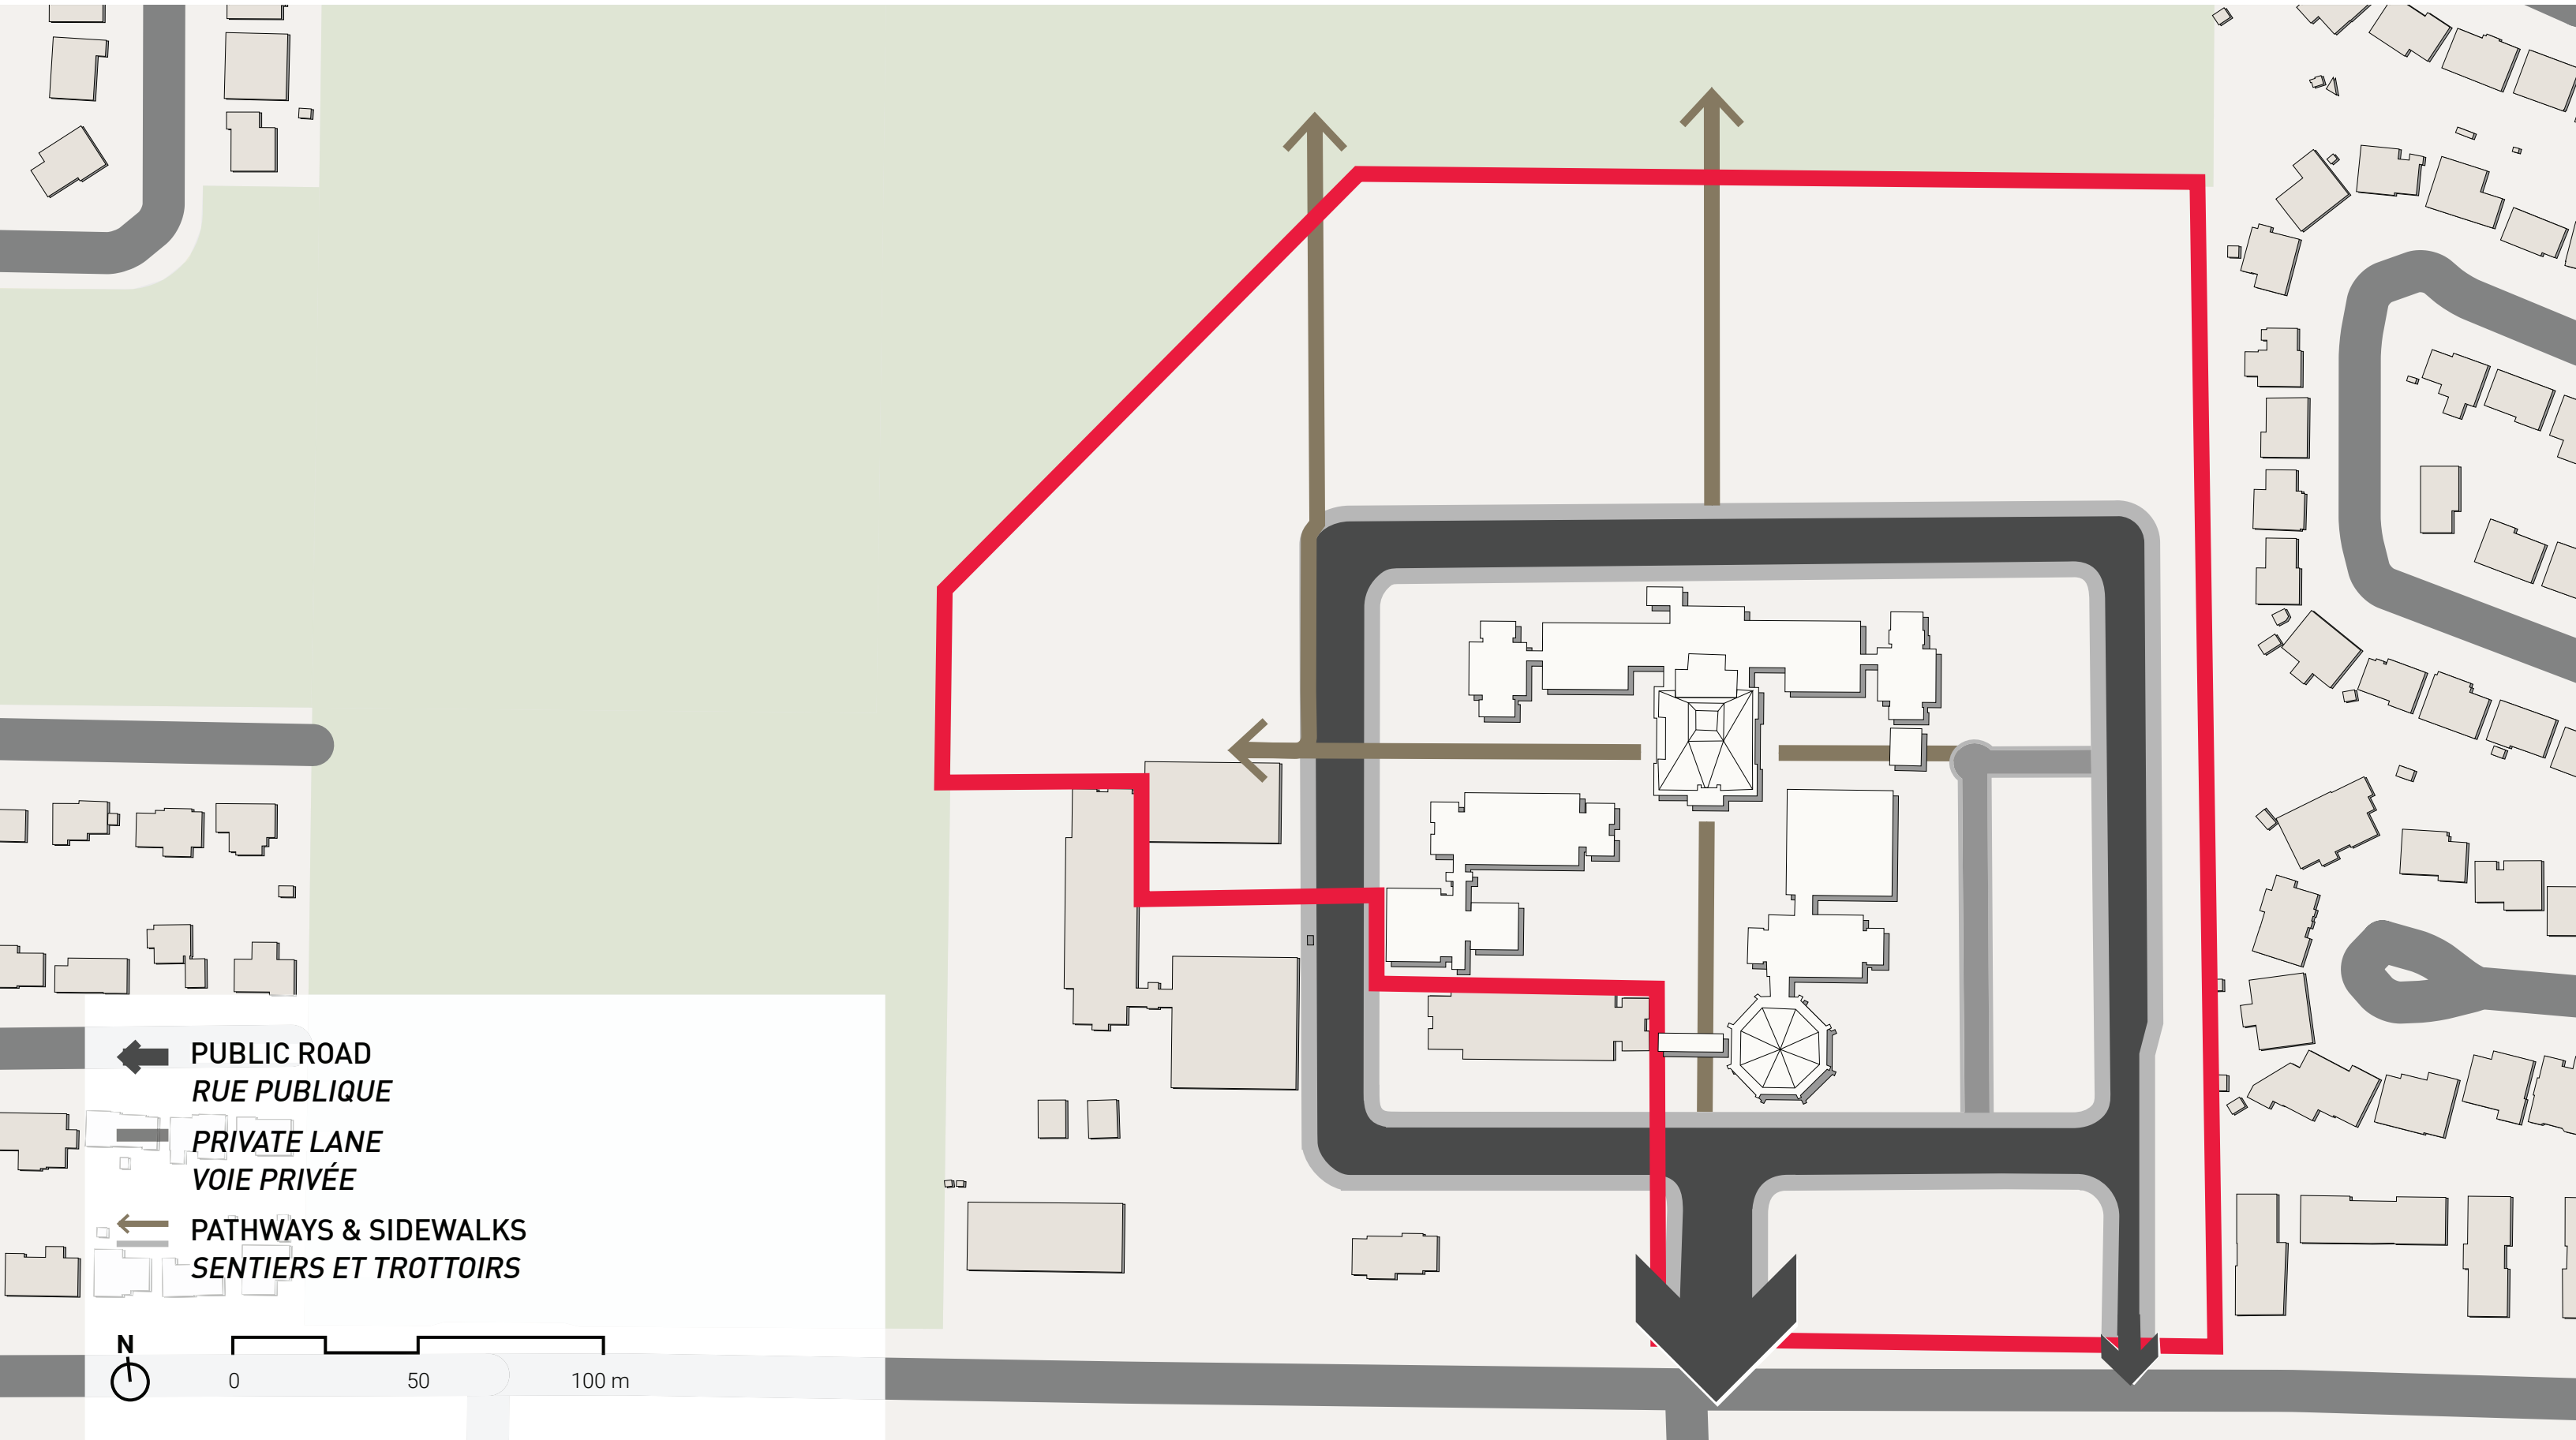 PUBLIC ROAD
RUE PUBLIQUE
PRIVATE LANE
VOIE PRIVÉE
PATHWAYS & SIDEWALKS
SENTIERS ET TROTTOIRS
N
0 50 100 m